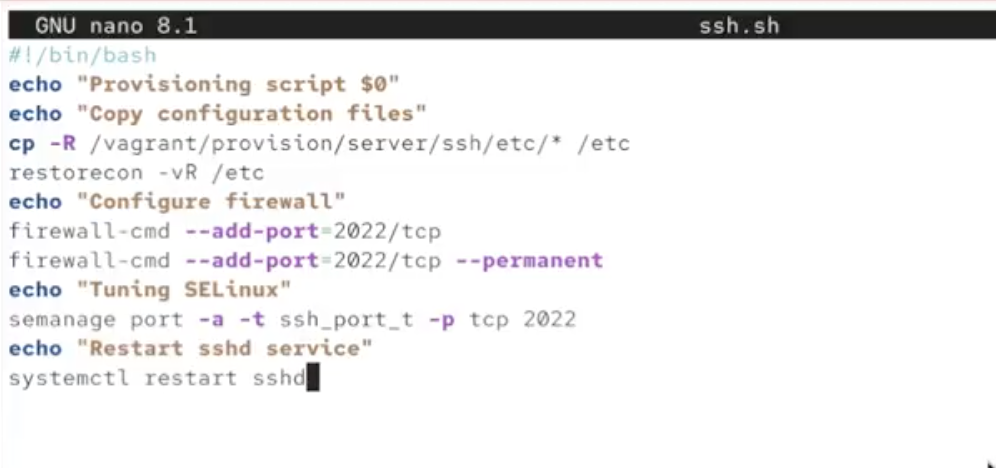 GNU nano 8.1 ssh.sh
#!/bin/bash
echo "Provisioning script $0"
echo "Copy configuration files"
cp -R /vagrant/provision/server/ssh/etc/* /etc
restorecon -vR /etc
echo "Configure firewall"
firewall-cmd --add-port=2022/tcp
firewall-cmd --add-port=2022/tcp --permanent
echo "Tuning SELinux"
semanage port -a -t ssh_port_t -p tcp 2022
echo "Restart sshd service"
systemctl restart sshd